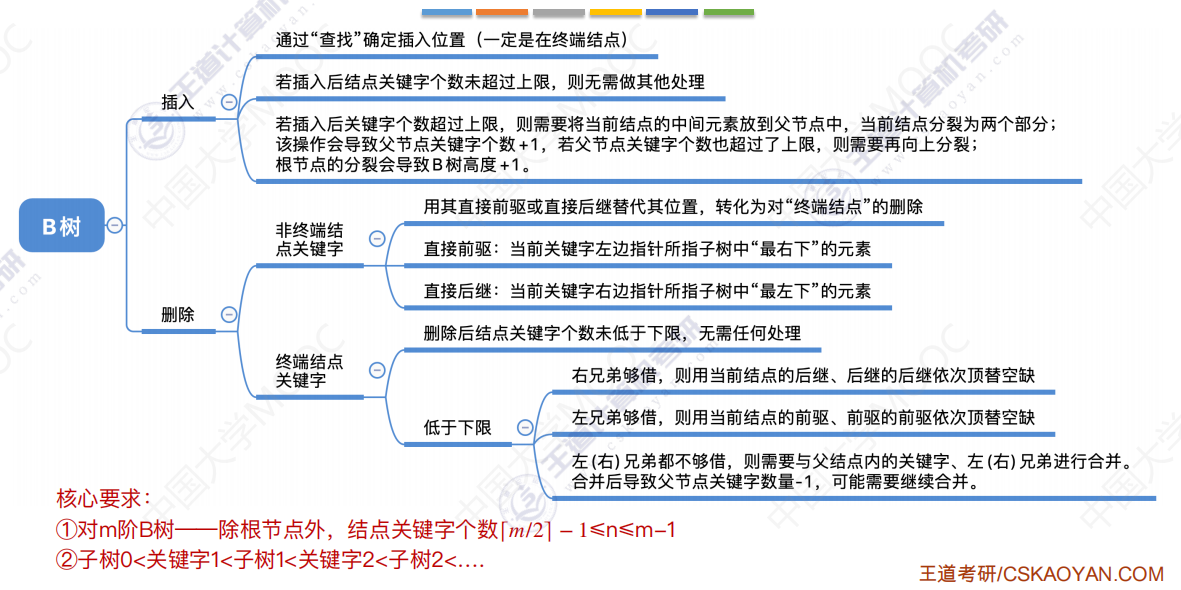 通过“查找”确定插入位置（一定是在终端结点）
若插入后结点关键字个数未超过上限，则无需做其他处理
插入
若插入后关键字个数超过上限，则需要将当前结点的中间元素放到父节点中，当前结点分裂为两个部分；
该操作会导致父节点关键字个数+1，若父节点关键字个数也超过了上限，则需要再向上分裂；
根节点的分裂会导致B树高度+1。
B树
用其直接前驱或直接后继替代其位置，转化为对“终端结点”的删除
非终端结
点关键字
直接前驱：当前关键字左边指针所指子树中“最右下”的元素
直接后继：当前关键字右边指针所指子树中“最左下”的元素
删除
删除后结点关键字个数未低于下限，无需任何处理
终端结点
关键字
右兄弟够借，则用当前结点的后继、后继的后继依次顶替空缺
左兄弟够借，则用当前结点的前驱、前驱的前驱依次顶替空缺
低于下限
左(右)兄弟都不够借，则需要与父结点内的关键字、左(右)兄弟进行合并。
合并后导致父节点关键字数量-1，可能需要继续合并。
核心要求：
①对m阶B树——除根节点外，结点关键字个数⌈m/2⌉ − 1≤n≤m-1
②子树0<关键字1<子树1<关键字2<子树2<....
王道考研/CSKAOYAN.COM